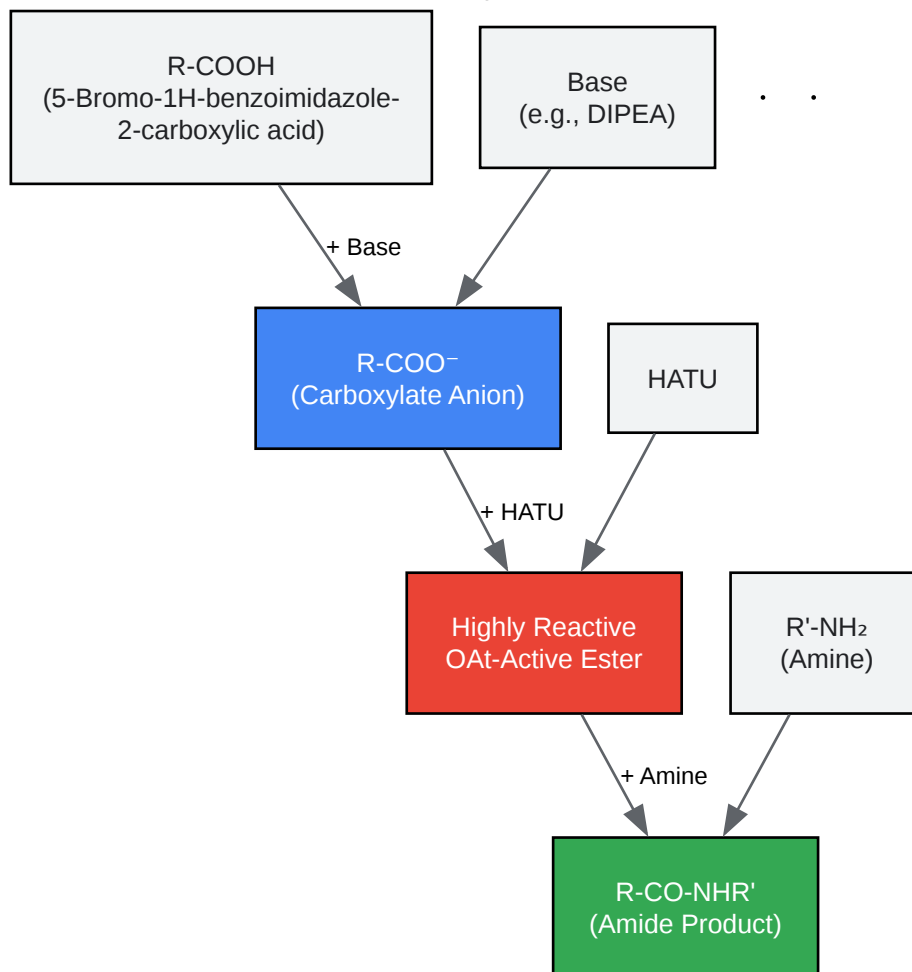 R-COOH
(5-Bromo-1H-benzoimidazole-
2-carboxylic acid)
Base
(e.g., DIPEA)
+ Base
R-COO⁻
(Carboxylate Anion)
HATU
+ HATU
Highly Reactive
OAt-Active Ester
R'-NH₂
(Amine)
+ Amine
R-CO-NHR'
(Amide Product)